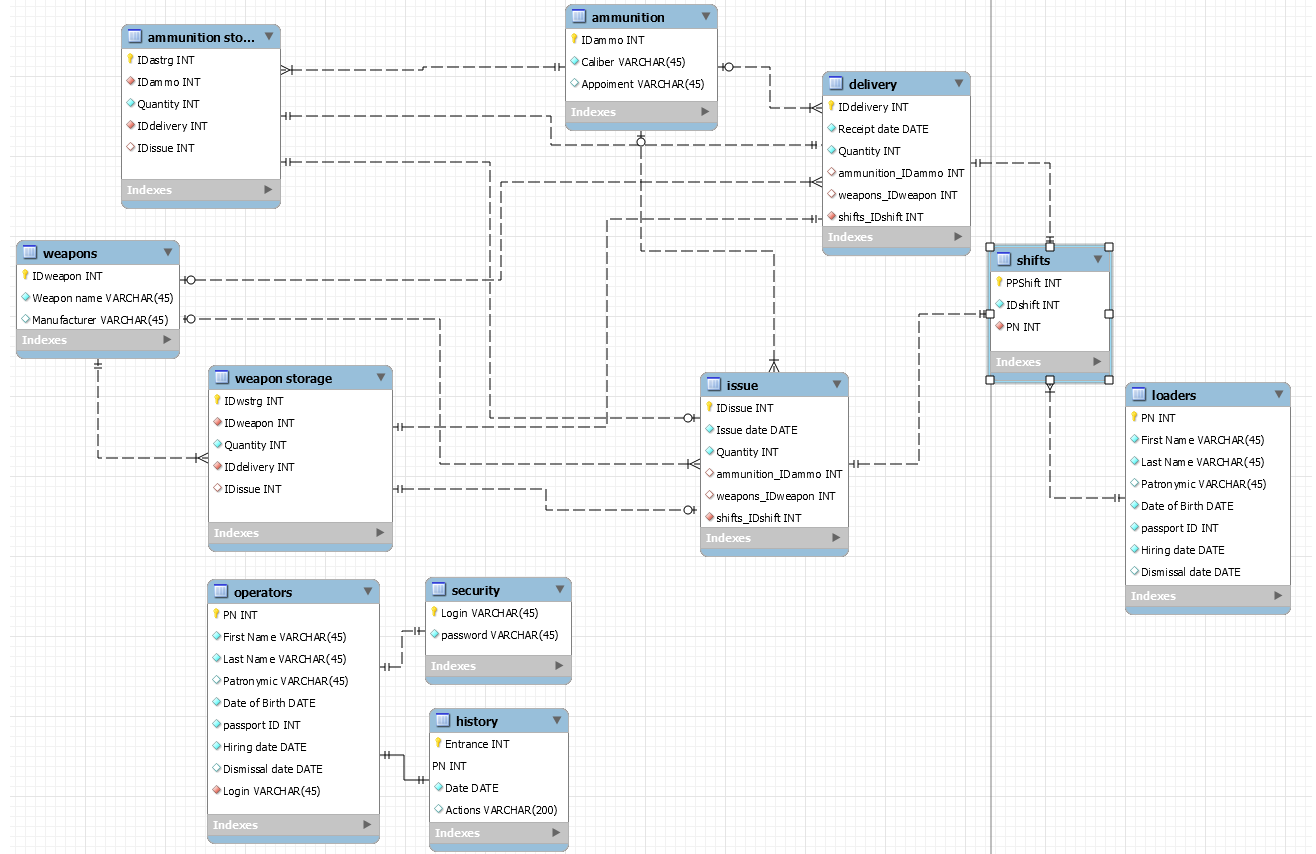 ammunition sto...
IDastrg INT
IDammo INT
Quantity INT
IDdelivery INT
IDissue INT
Indexes
ammunition
IDammo INT
Caliber VARCHAR(45)
Appoiment VARCHAR(45)
Indexes
delivery
IDdelivery INT
Receipt date DATE
Quantity INT
ammunition_IDammo INT
weapons_IDweapon INT
shifts_IDshift INT
Indexes
weapons
IDweapon INT
Weapon name VARCHAR(45)
Manufacturer VARCHAR(45)
Indexes
shifts
PPShift INT
IDshift INT
PN INT
Indexes
weapon storage
IDwstrg INT
IDweapon INT
Quantity INT
IDdelivery INT
IDissue INT
Indexes
issue
IDissue INT
Issue date DATE
Quantity INT
ammunition_IDammo INT
weapons_IDweapon INT
shifts_IDshift INT
Indexes
loaders
PN INT
First Name VARCHAR(45)
Last Name VARCHAR(45)
Patronymic VARCHAR(45)
Date of Birth DATE
passport ID INT
Hiring date DATE
Dismissal date DATE
Indexes
operators
PN INT
First Name VARCHAR(45)
Last Name VARCHAR(45)
Patronymic VARCHAR(45)
Date of Birth DATE
passport ID INT
Hiring date DATE
Dismissal date DATE
Login VARCHAR(45)
Indexes
security
Login VARCHAR(45)
password VARCHAR(45)
Indexes
history
Entrance INT
PN INT
Date DATE
Actions VARCHAR(200)
Indexes